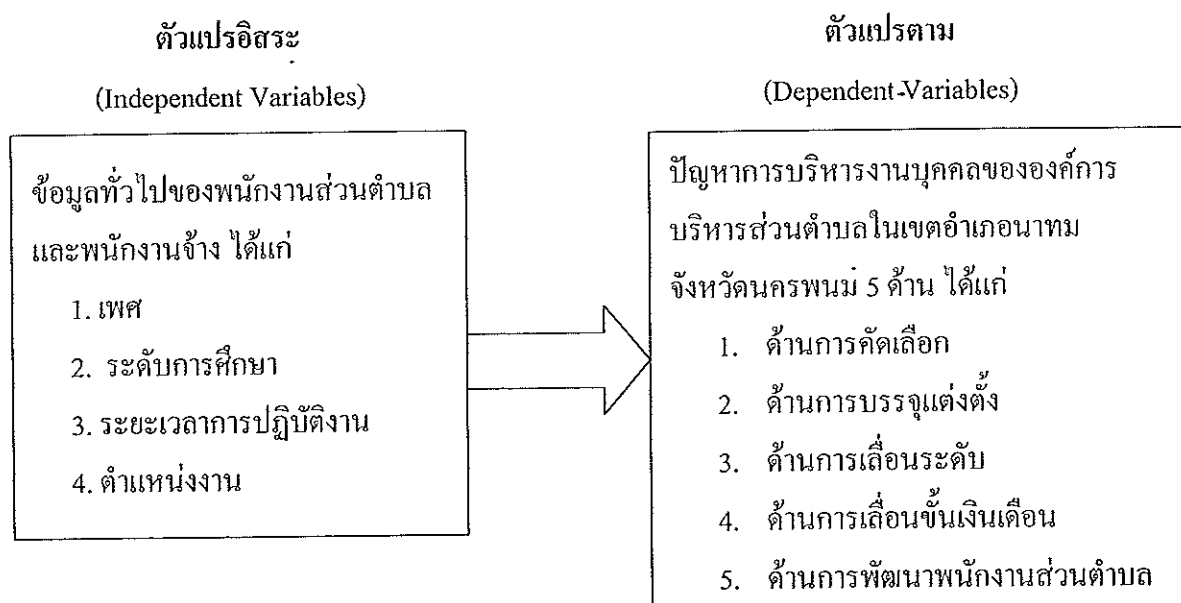 ตัวแปรอิสระ
(Independent Variables)
ข้อมูลทั่วไปของพนักงานส่วนตำบล
และพนักงานจ้าง ได้แก่
1. เพศ
2. ระดับการศึกษา
3. ระยะเวลาการปฏิบัติงาน
4. ตำแหน่งงาน
ตัวแปรตาม
(Dependent-Variables)
ปัญหาการบริหารงานบุคคลขององค์การ
บริหารส่วนตำบลในเขตอำเภอนาทม
จังหวัดนครพนม 5 ด้าน ได้แก่
1. ด้านการคัดเลือก
2. ด้านการบรรจุแต่งตั้ง
3. ด้านการเลื่อนระดับ
4. ด้านการเลื่อนขั้นเงินเดือน
5. ด้านการพัฒนาพนักงานส่วนตำบล